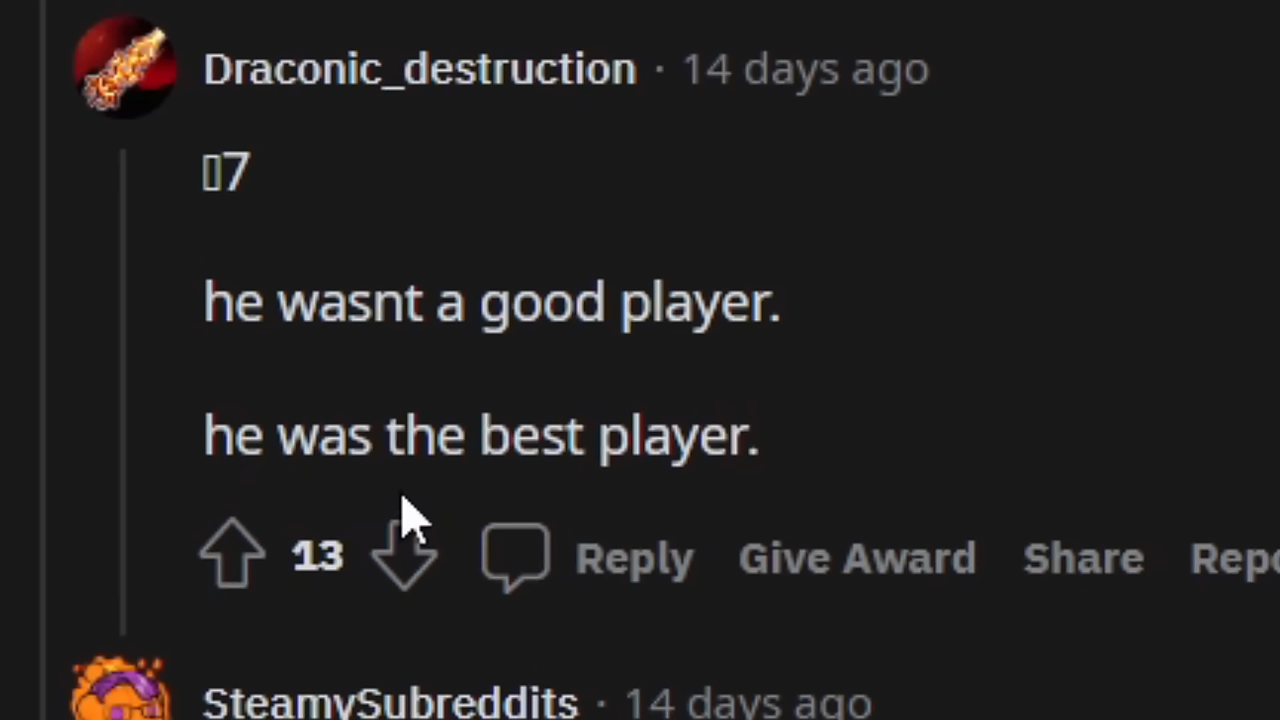 Draconic_destruction · 14 days ago
▯7
he wasnt a good player.
he was the best player.
13 Reply Give Award Share Repo
SteamySubreddits · 14 days ago